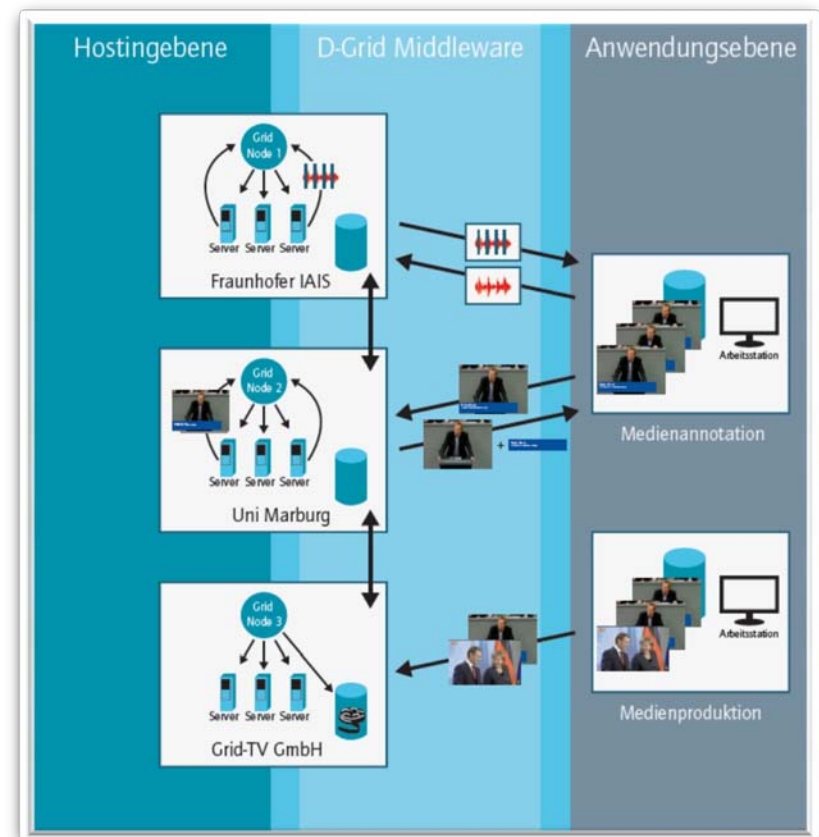 Hostingebene
D-Grid Middleware
Anwendungsebene
Grid
Node 1
Server Server Server
Fraunhofer IAIS
Grid
Node 2
Server Server Server
Uni Marburg
Grid
Node 3
Server Server Server
Grid-TV GmbH
+
Arbeitsstation
Medienannotation
Arbeitsstation
Medienproduktion